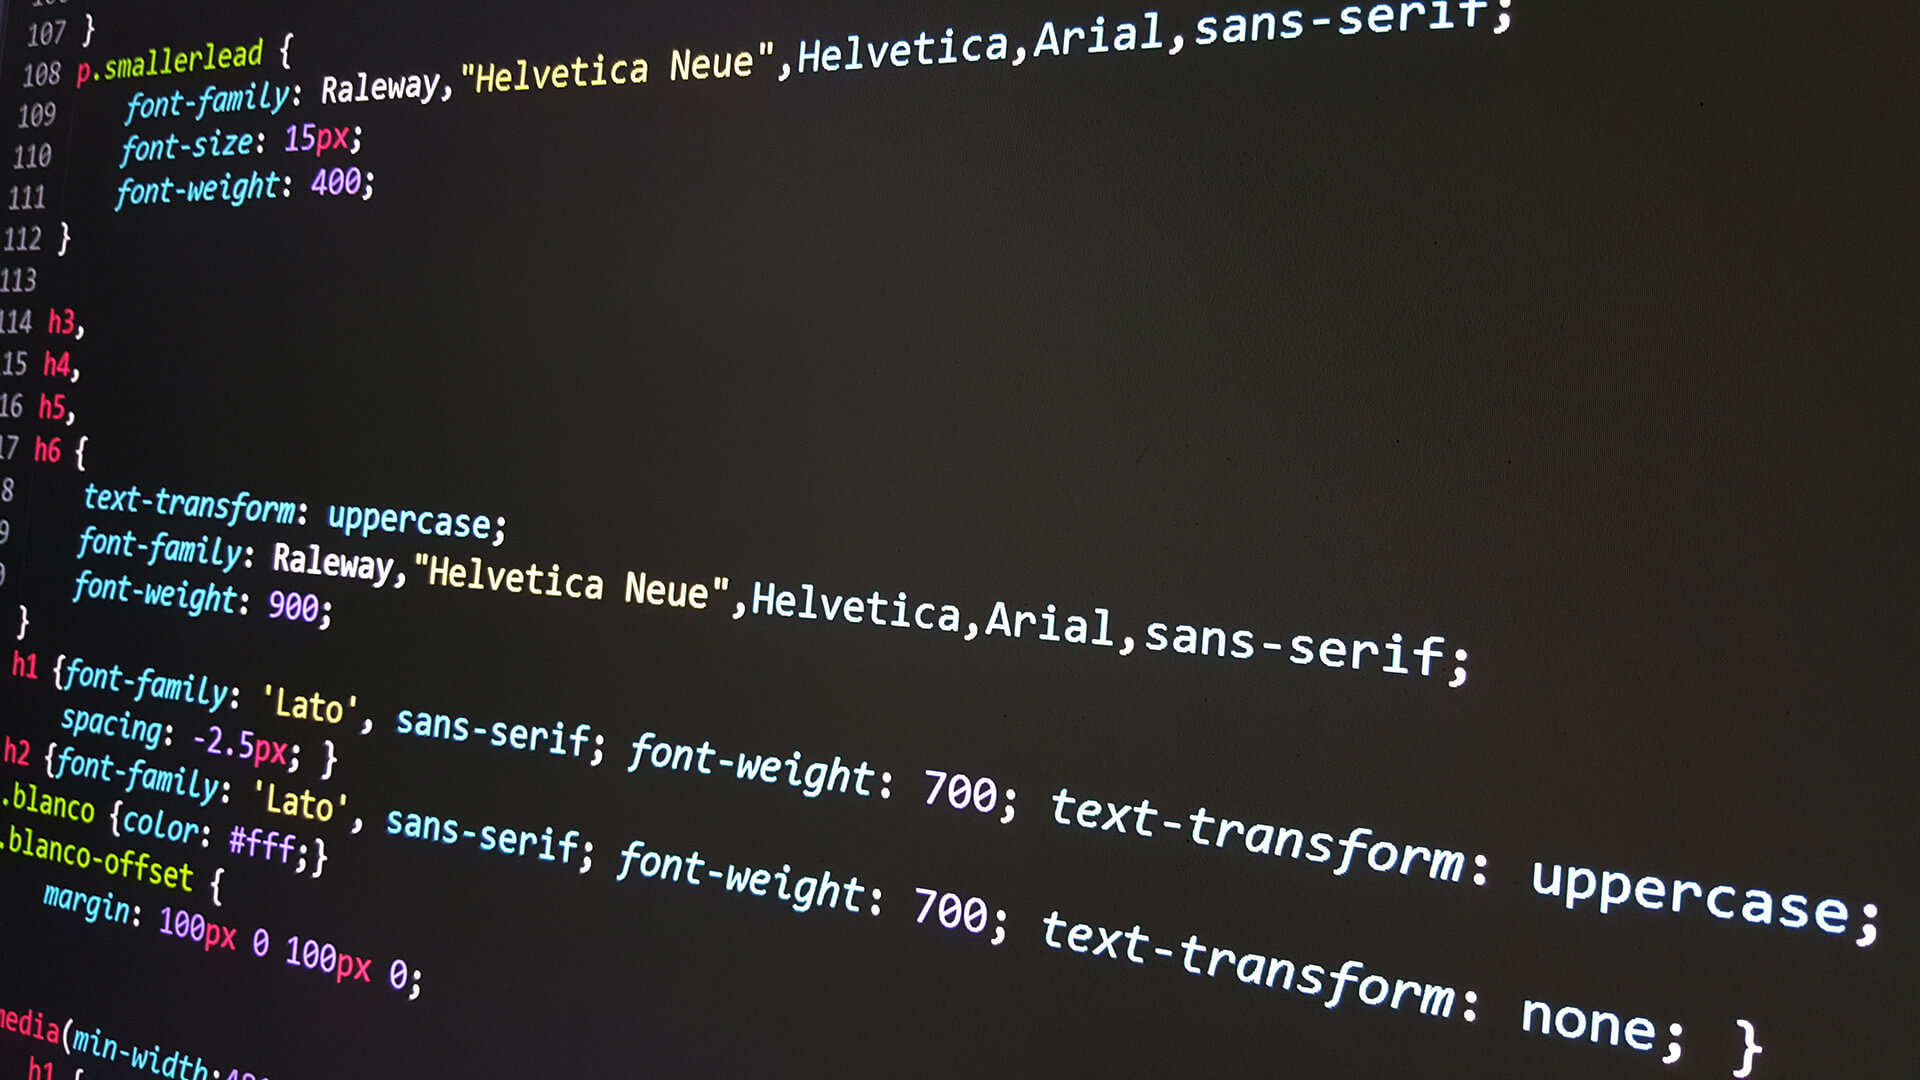 107 }
108 p.smallerlead {
109 font-family: Raleway,"Helvetica Neue",Helvetica,Arial,sans-serif;
110 font-size: 15px;
111 font-weight: 400;
112 }
113
114 h3,
15 h4,
16 h5,
17 h6 {
8 text-transform: uppercase;
9 font-family: Raleway,"Helvetica Neue",Helvetica,Arial,sans-serif;
0 font-weight: 900;
}
h1 {font-family: 'Lato', sans-serif; font-weight: 700; text-transform: uppercase;
spacing: -2.5px; }
h2 {font-family: 'Lato', sans-serif; font-weight: 700; text-transform: none; }
.blanco {color: #fff;}
.blanco-offset {
margin: 100px 0 100px 0;
media(min-width:
h1 {